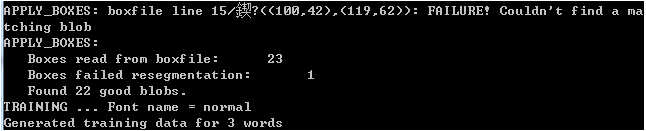 APPLY_BOXES: boxfile line 15/鍥?((100,42),(119,62)): FAILURE! Couldn't find a ma
tching blob
APPLY_BOXES:
   Boxes read from boxfile:      23
   Boxes failed resegmentation:       1
   Found 22 good blobs.
TRAINING ... Font name = normal
Generated training data for 3 words